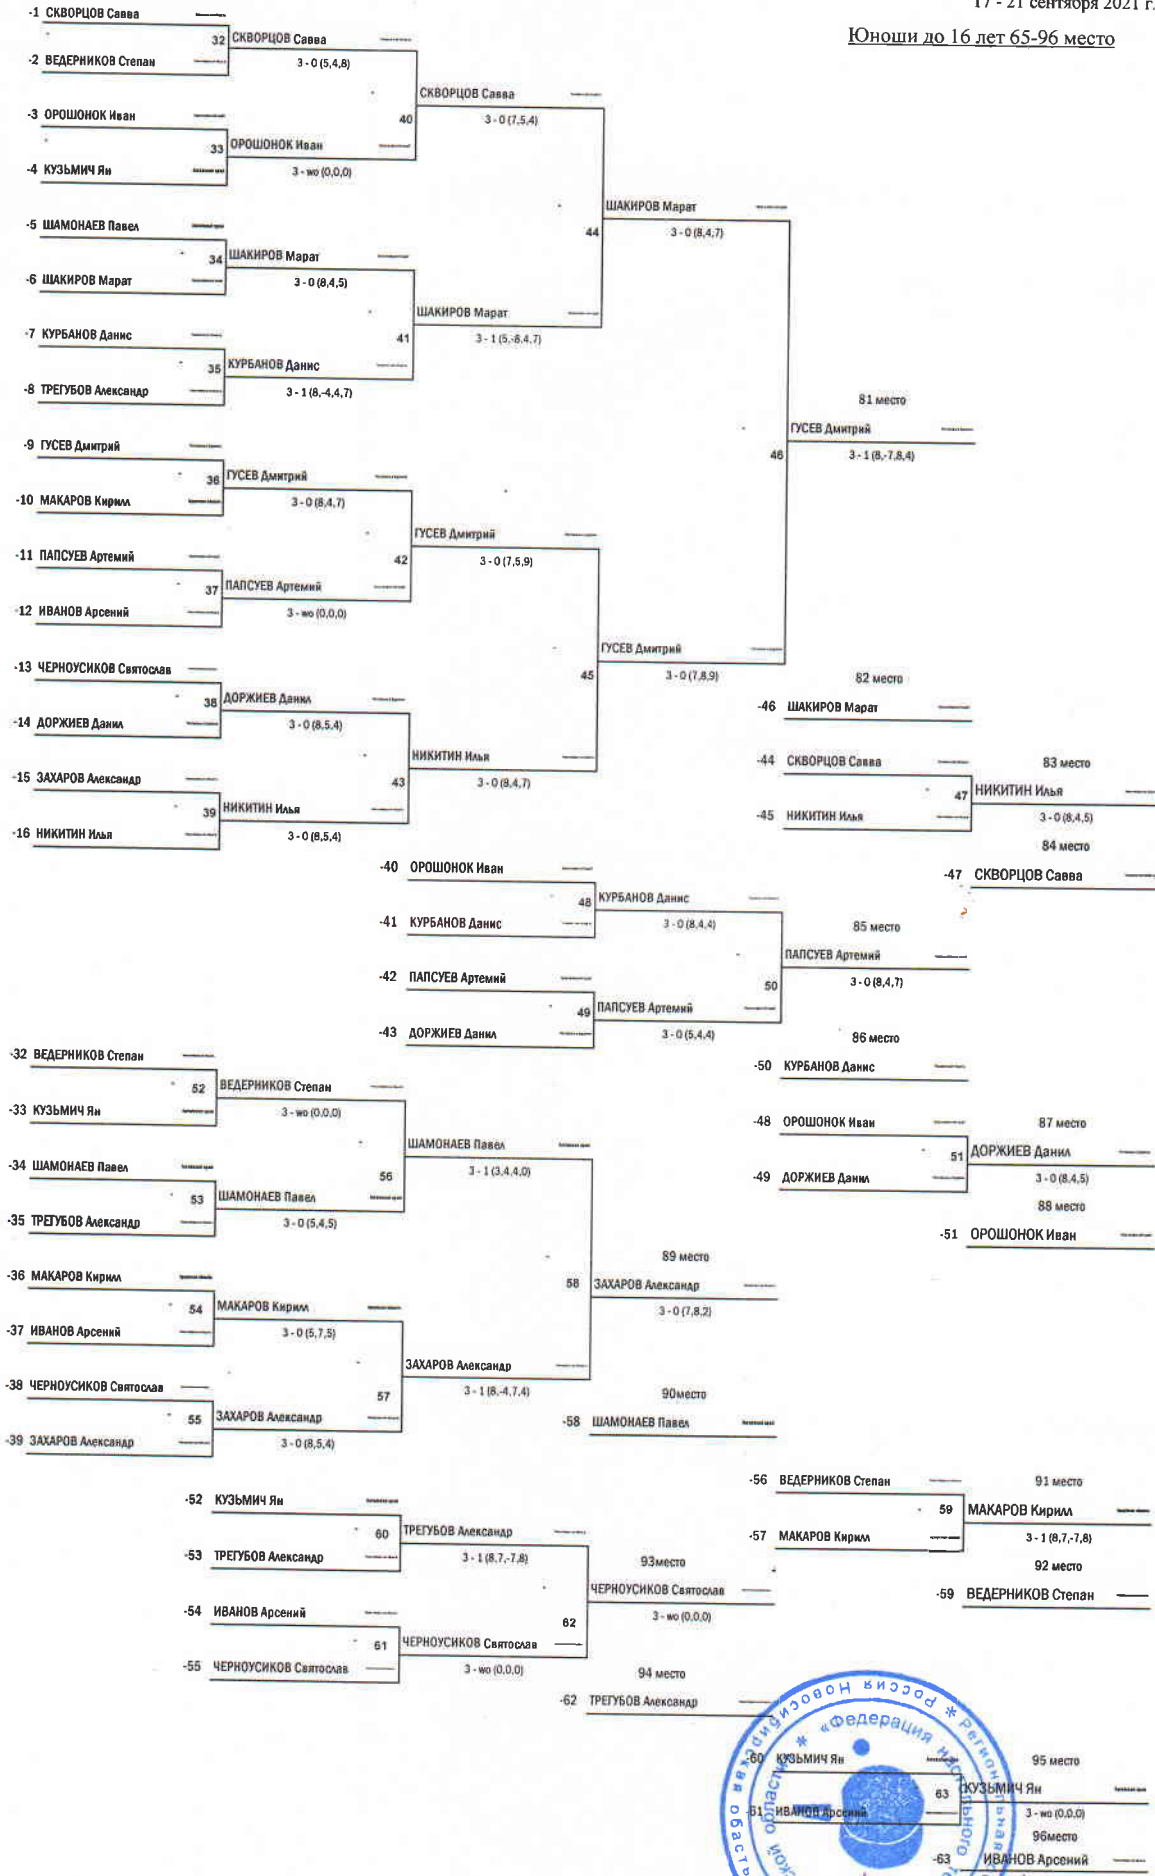 17 - 21 сентября 2021 г.
Юноши до 16 лет 65-96 место
-1 СКВОРЦОВ Савва
32 СКВОРЦОВ Савва
-2 ВЕДЕРНИКОВ Степан
3 - 0 (5,4,8)
40 СКВОРЦОВ Савва
3 - 0 (7,5,4)
-3 ОРОШОНОК Иван
33 ОРОШОНОК Иван
-4 КУЗЬМИЧ Ян
3 - wo (0,0,0)
44 ШАКИРОВ Марат
3 - 0 (8,4,7)
-5 ШАМОНАЕВ Павел
34 ШАКИРОВ Марат
-6 ШАКИРОВ Марат
3 - 0 (8,4,5)
41 ШАКИРОВ Марат
3 - 1 (5,-8,4,7)
-7 КУРБАНОВ Данис
35 КУРБАНОВ Данис
-8 ТРЕГУБОВ Александр
3 - 1 (8,-4,4,7)
81 место
46 ГУСЕВ Дмитрий
3 - 1 (8,-7,8,4)
-9 ГУСЕВ Дмитрий
36 ГУСЕВ Дмитрий
-10 МАКАРОВ Кирилл
3 - 0 (8,4,7)
42 ГУСЕВ Дмитрий
3 - 0 (7,5,9)
-11 ПАПСУЕВ Артемий
37 ПАПСУЕВ Артемий
-12 ИВАНОВ Арсений
3 - wo (0,0,0)
45 ГУСЕВ Дмитрий
3 - 0 (7,8,9)
-13 ЧЕРНОУСИКОВ Святослав
38 ДОРЖИЕВ Данил
-14 ДОРЖИЕВ Данил
3 - 0 (8,5,4)
43 НИКИТИН Илья
3 - 0 (8,4,7)
-15 ЗАХАРОВ Александр
39 НИКИТИН Илья
-16 НИКИТИН Илья
3 - 0 (8,5,4)
82 место
-46 ШАКИРОВ Марат
-44 СКВОРЦОВ Савва
83 место
47 НИКИТИН Илья
-45 НИКИТИН Илья
3 - 0 (8,4,5)
84 место
-47 СКВОРЦОВ Савва
-40 ОРОШОНОК Иван
48 КУРБАНОВ Данис
-41 КУРБАНОВ Данис
3 - 0 (8,4,4)
85 место
50 ПАПСУЕВ Артемий
3 - 0 (8,4,7)
-42 ПАПСУЕВ Артемий
49 ПАПСУЕВ Артемий
-43 ДОРЖИЕВ Данил
3 - 0 (5,4,4)
86 место
-50 КУРБАНОВ Данис
-48 ОРОШОНОК Иван
87 место
51 ДОРЖИЕВ Данил
-49 ДОРЖИЕВ Данил
3 - 0 (8,4,5)
88 место
-51 ОРОШОНОК Иван
-32 ВЕДЕРНИКОВ Степан
52 ВЕДЕРНИКОВ Степан
-33 КУЗЬМИЧ Ян
3 - wo (0,0,0)
56 ШАМОНАЕВ Павел
3 - 1 (3,4,4,0)
-34 ШАМОНАЕВ Павел
53 ШАМОНАЕВ Павел
-35 ТРЕГУБОВ Александр
3 - 0 (5,4,5)
89 место
58 ЗАХАРОВ Александр
3 - 0 (7,8,2)
-36 МАКАРОВ Кирилл
54 МАКАРОВ Кирилл
-37 ИВАНОВ Арсений
3 - 0 (5,7,5)
57 ЗАХАРОВ Александр
3 - 1 (8,-4,7,4)
-38 ЧЕРНОУСИКОВ Святослав
55 ЗАХАРОВ Александр
-39 ЗАХАРОВ Александр
3 - 0 (8,5,4)
90место
-58 ШАМОНАЕВ Павел
-56 ВЕДЕРНИКОВ Степан
91 место
59 МАКАРОВ Кирилл
-57 МАКАРОВ Кирилл
3 - 1 (8,7,-7,8)
92 место
-59 ВЕДЕРНИКОВ Степан
-52 КУЗЬМИЧ Ян
60 ТРЕГУБОВ Александр
-53 ТРЕГУБОВ Александр
3 - 1 (8,7,-7,8)
93место
62 ЧЕРНОУСИКОВ Святослав
3 - wo (0,0,0)
-54 ИВАНОВ Арсений
61 ЧЕРНОУСИКОВ Святослав
-55 ЧЕРНОУСИКОВ Святослав
3 - wo (0,0,0)
94 место
-62 ТРЕГУБОВ Александр
-60 КУЗЬМИЧ Ян
95 место
63 КУЗЬМИЧ Ян
-61 ИВАНОВ Арсений
3 - wo (0,0,0)
96место
-63 ИВАНОВ Арсений
область * Россия Новосибирская * Региональная
области * «Федерация настольного